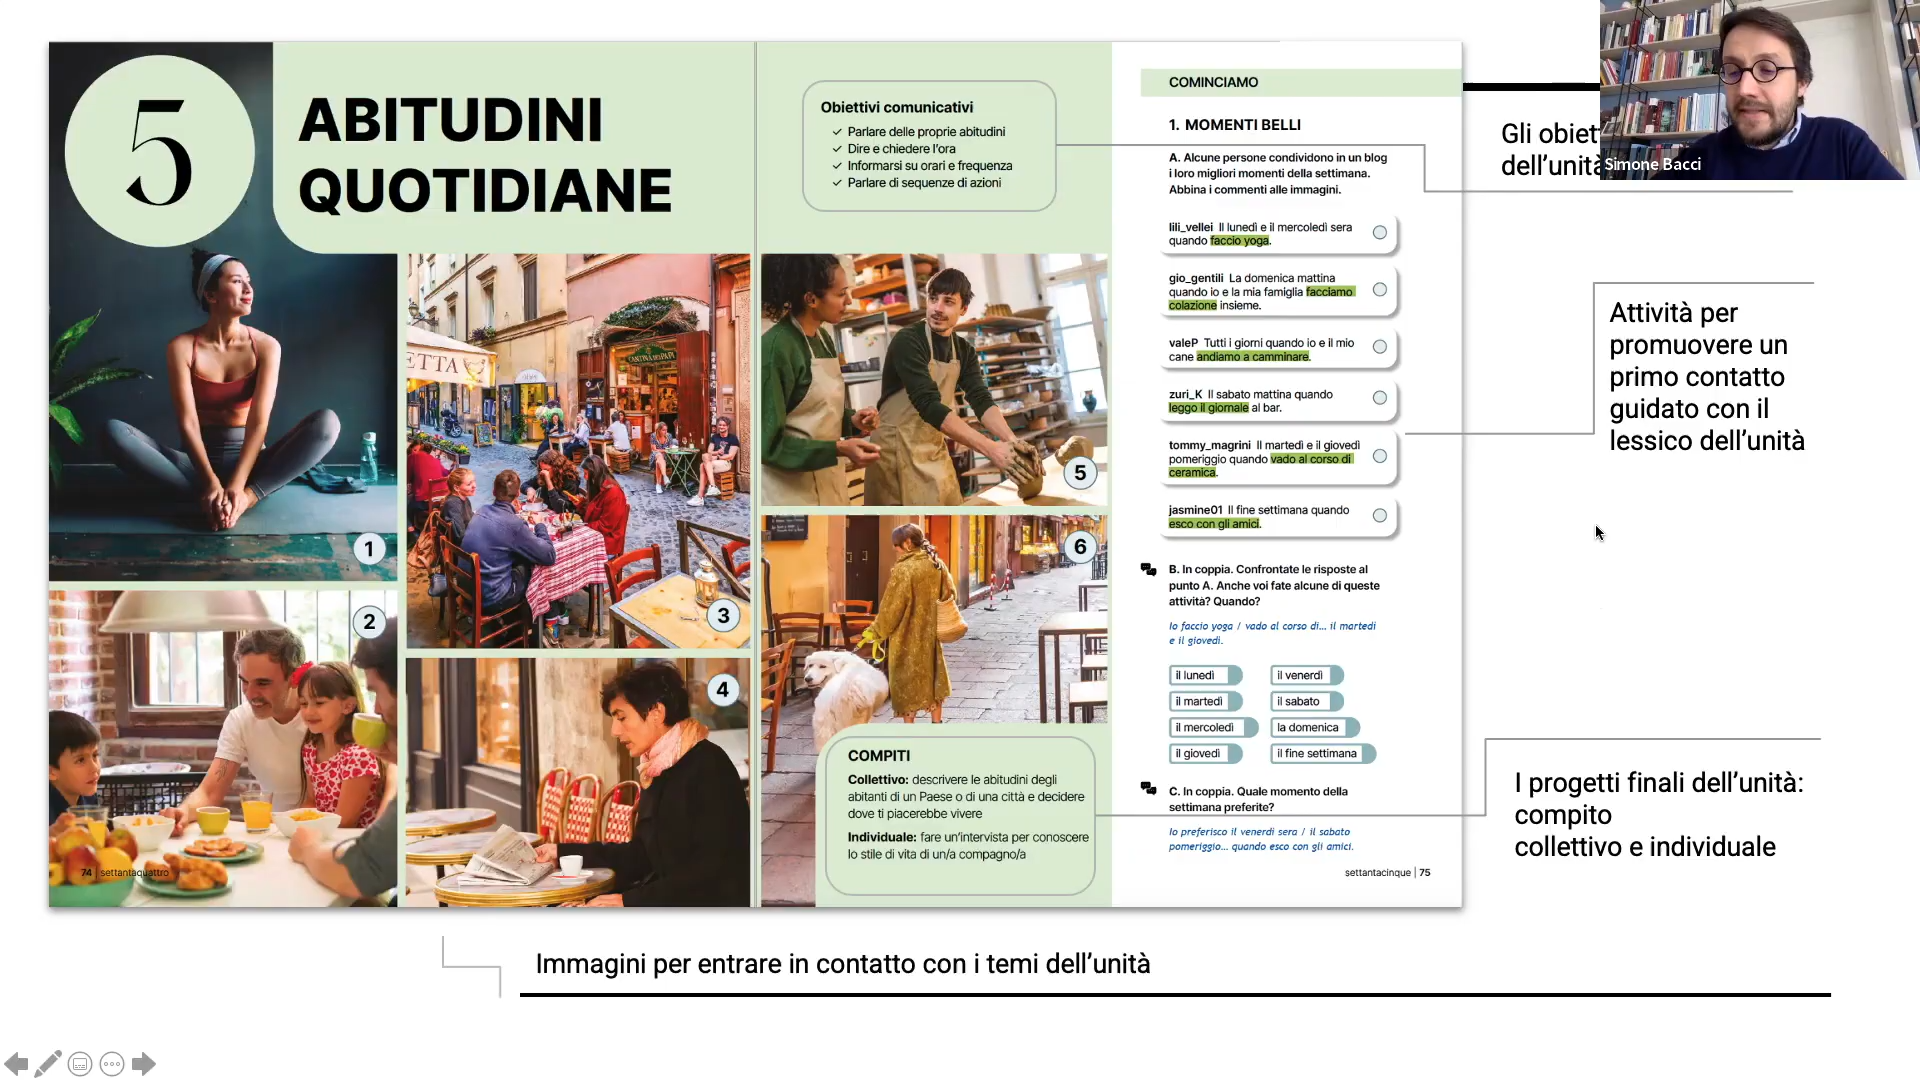 5
ABITUDINI
QUOTIDIANE
Obiettivi comunicativi
✓ Parlare delle proprie abitudini
✓ Dire e chiedere l'ora
✓ Informarsi su orari e frequenza
✓ Parlare di sequenze di azioni
1
2
ETTA
3
4
5
6
COMPITI
Collettivo: descrivere le abitudini degli
abitanti di un Paese o di una città e decidere
dove ti piacerebbe vivere
Individuale: fare un'intervista per conoscere
lo stile di vita di un/a compagno/a
74 | settantaquattro
COMINCIAMO
1. MOMENTI BELLI
A. Alcune persone condividono in un blog
i loro migliori momenti della settimana.
Abbina i commenti alle immagini.
lili_vellei Il lunedì e il mercoledì sera
quando faccio yoga.
gio_gentili La domenica mattina
quando io e la mia famiglia facciamo
colazione insieme.
valeP Tutti i giorni quando io e il mio
cane andiamo a camminare.
zuri_K Il sabato mattina quando
leggo il giornale al bar.
tommy_magrini Il martedì e il giovedì
pomeriggio quando vado al corso di
ceramica.
jasmine01 Il fine settimana quando
esco con gli amici.
B. In coppia. Confrontate le risposte al
punto A. Anche voi fate alcune di queste
attività? Quando?
Io faccio yoga / vado al corso di... il martedì
e il giovedì.
il lunedì
il venerdì
il martedì
il sabato
il mercoledì
la domenica
il giovedì
il fine settimana
C. In coppia. Quale momento della
settimana preferite?
Io preferisco il venerdì sera / il sabato
pomeriggio... quando esco con gli amici.
settantacinque | 75
Gli obiet
dell'unità
Simone Bacci
Attività per
promuovere un
primo contatto
guidato con il
lessico dell'unità
I progetti finali dell'unità:
compito
collettivo e individuale
Immagini per entrare in contatto con i temi dell'unità